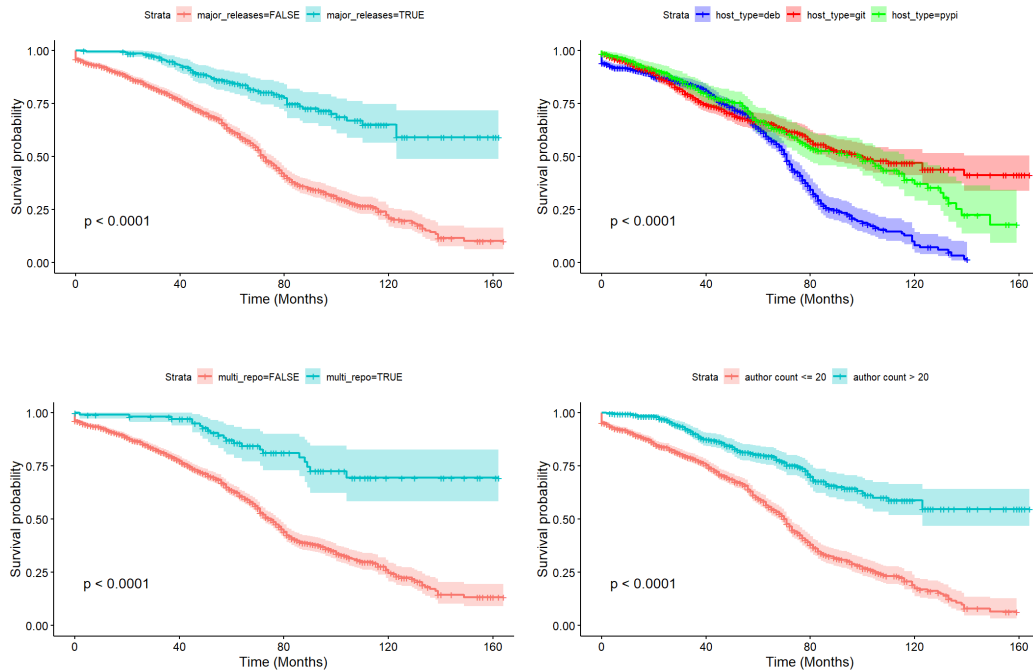 Strata major_releases=FALSE major_releases=TRUE
Survival probability
1.00
0.75
0.50
0.25
0.00
p < 0.0001
0 40 80 120 160
Time (Months)
Strata host_type=deb host_type=git host_type=pypi
Survival probability
1.00
0.75
0.50
0.25
0.00
p < 0.0001
0 40 80 120 160
Time (Months)
Strata multi_repo=FALSE multi_repo=TRUE
Survival probability
1.00
0.75
0.50
0.25
0.00
p < 0.0001
0 40 80 120 160
Time (Months)
Strata author count <= 20 author count > 20
Survival probability
1.00
0.75
0.50
0.25
0.00
p < 0.0001
0 40 80 120 160
Time (Months)